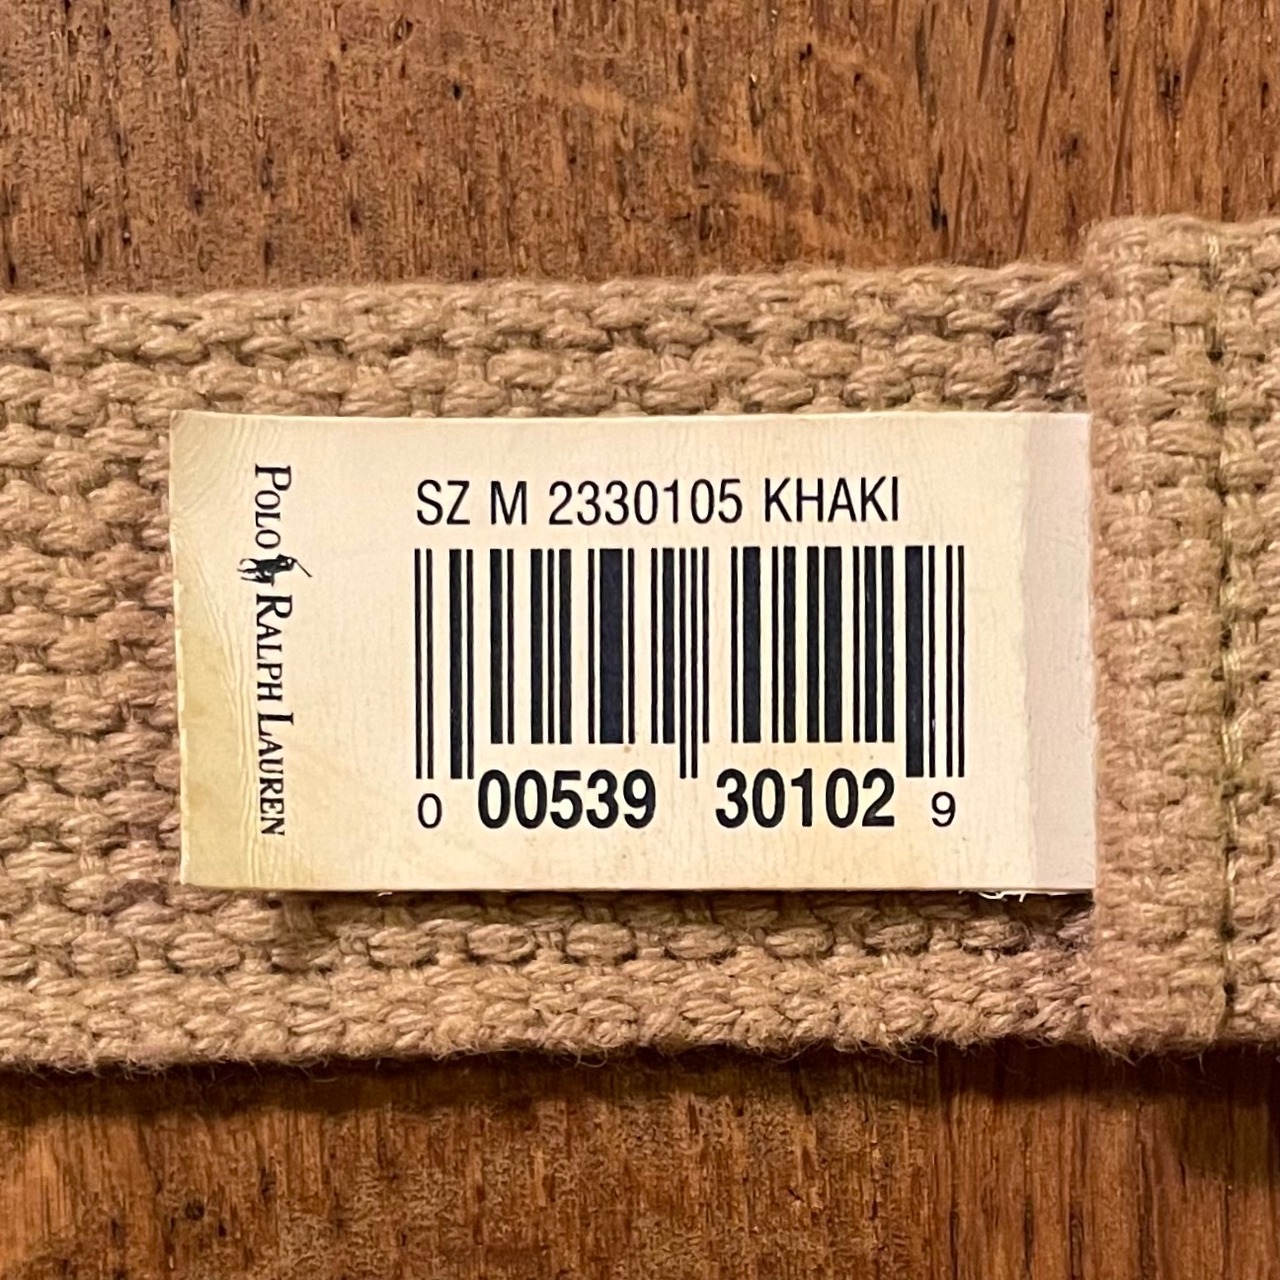 POLO RALPH LAUREN
SZ M 2330105 KHAKI
0 00539 30102 9